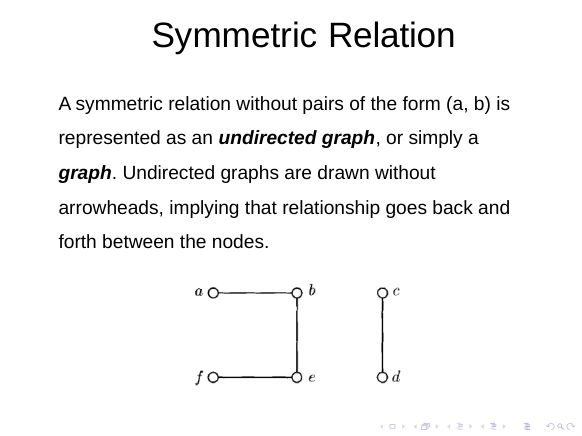 Symmetric Relation
A symmetric relation without pairs of the form (a, b) is
represented as an undirected graph, or simply a
graph. Undirected graphs are drawn without
arrowheads, implying that relationship goes back and
forth between the nodes.
a b c
f e d